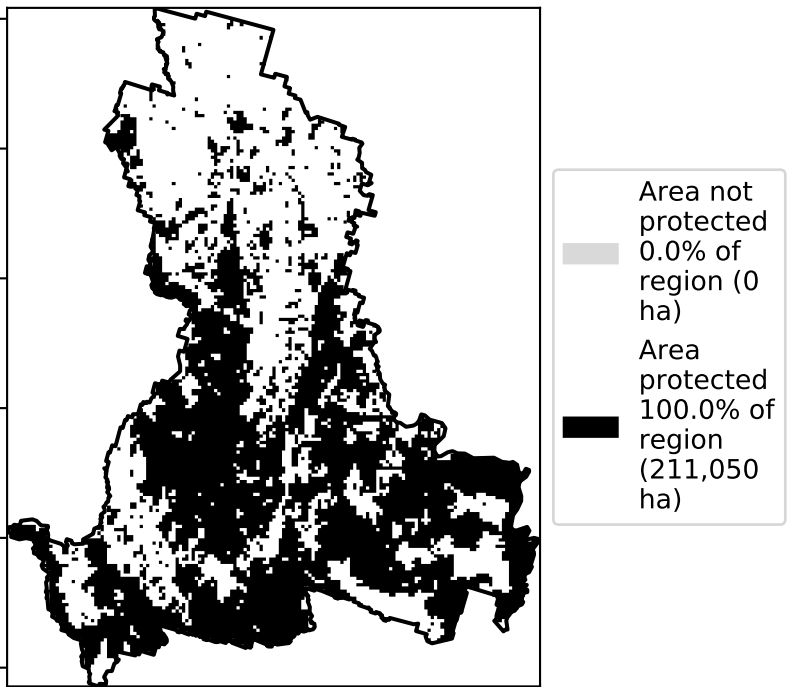 Area not
protected
0.0% of
region (0
ha)
Area
protected
100.0% of
region
(211,050
ha)